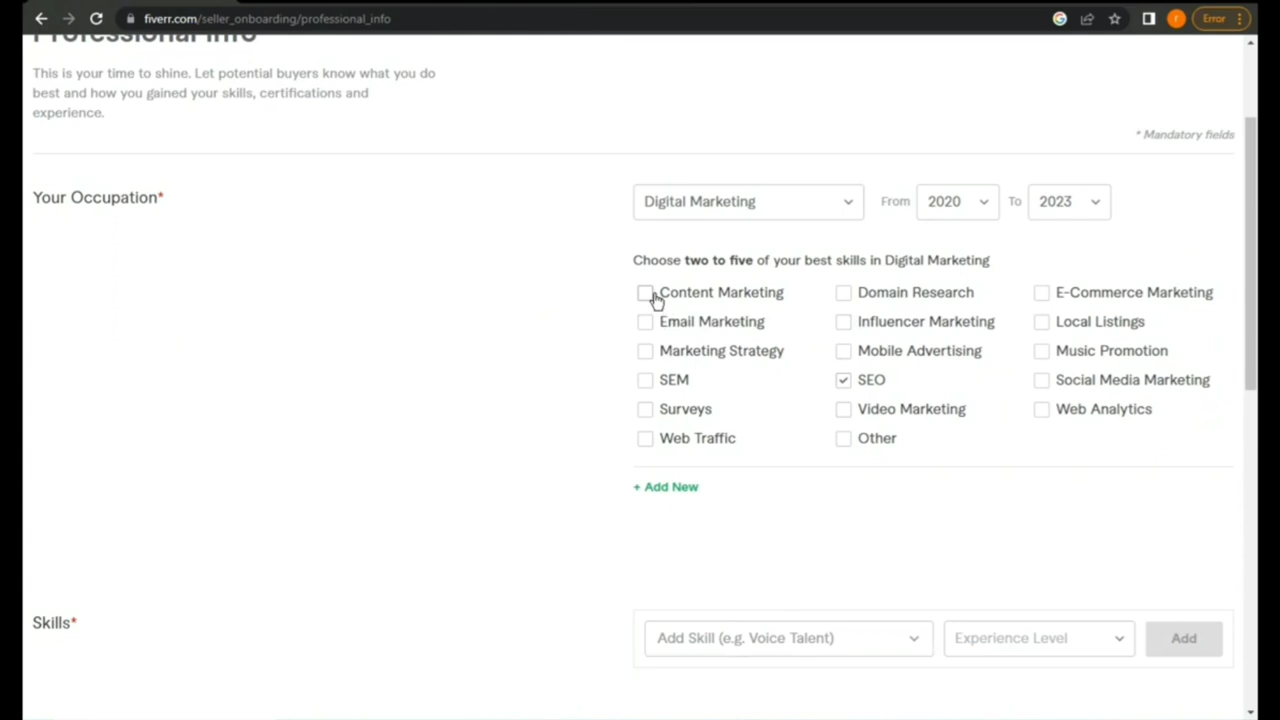 fiverr.com/seller_onboarding/professional_info
Error
Professional Info
This is your time to shine. Let potential buyers know what you do
best and how you gained your skills, certifications and
experience.
* Mandatory fields
Your Occupation*
Digital Marketing From 2020 To 2023
Choose two to five of your best skills in Digital Marketing
Content Marketing Domain Research E-Commerce Marketing
Email Marketing Influencer Marketing Local Listings
Marketing Strategy Mobile Advertising Music Promotion
SEM SEO Social Media Marketing
Surveys Video Marketing Web Analytics
Web Traffic Other
+ Add New
Skills*
Add Skill (e.g. Voice Talent) Experience Level Add